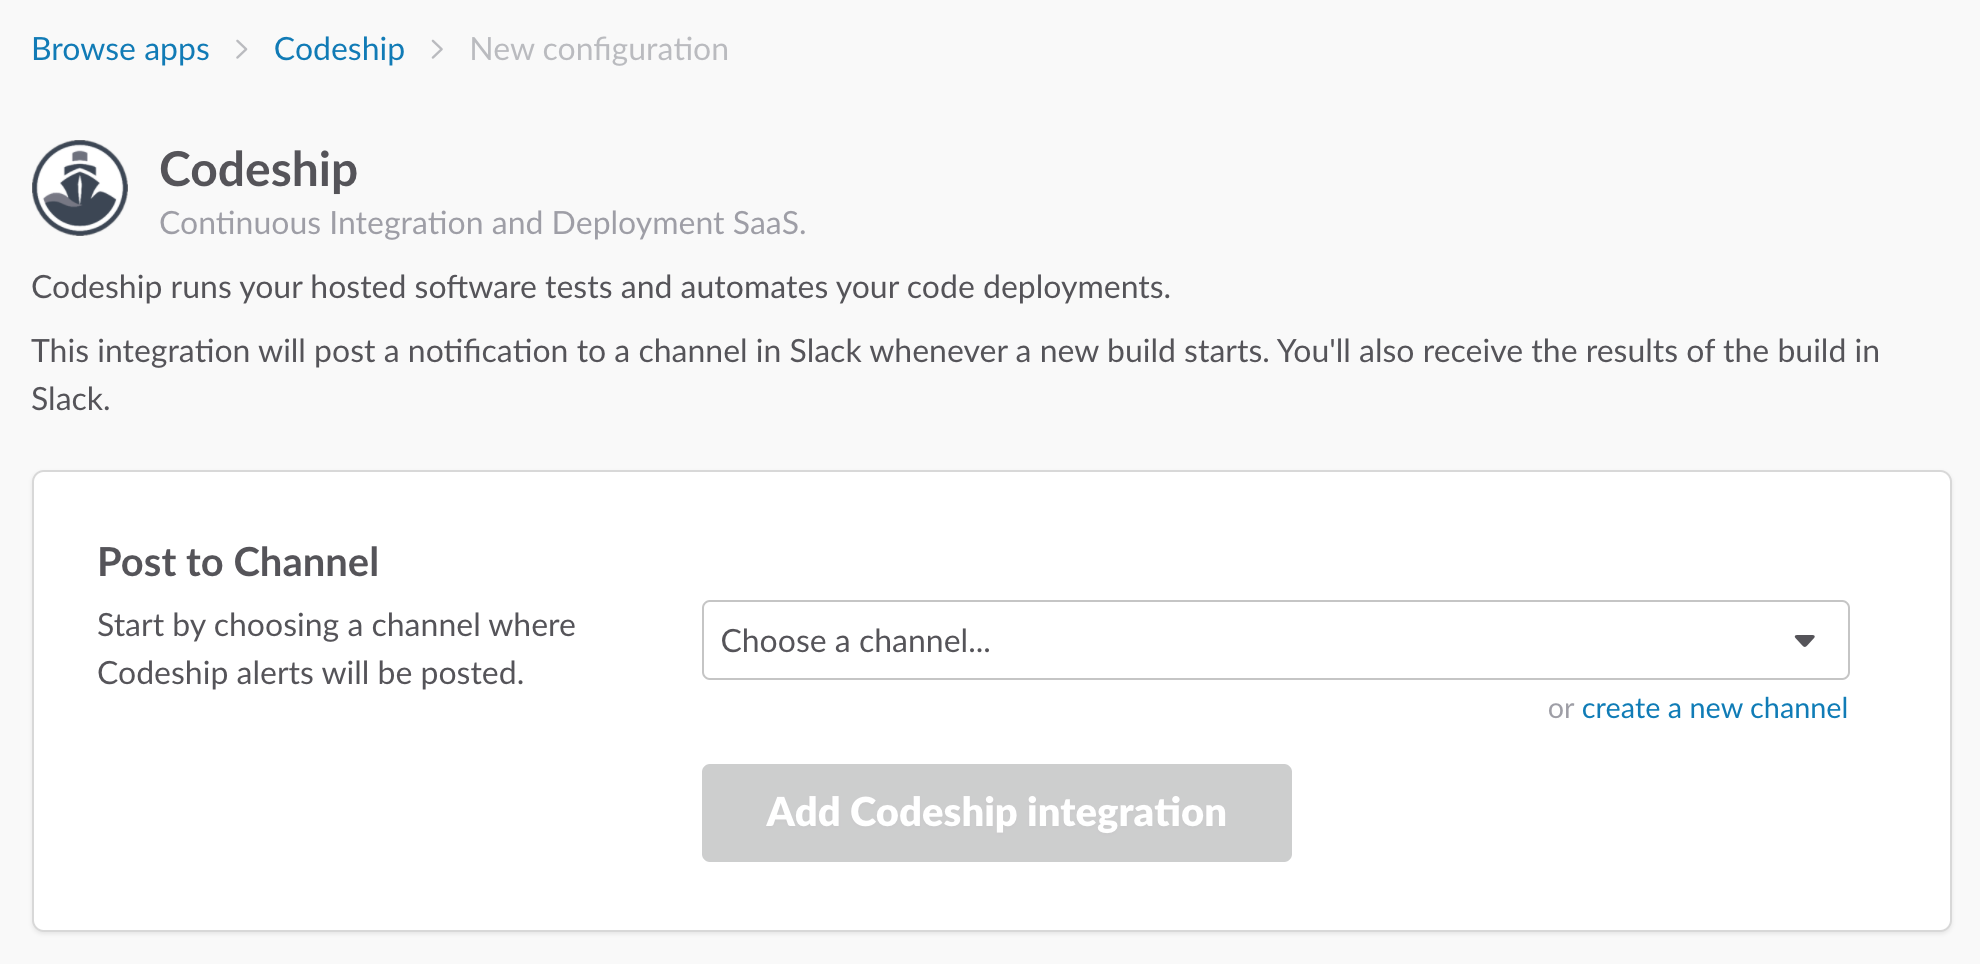 Browse apps > Codeship > New configuration
Codeship
Continuous Integration and Deployment SaaS.
Codeship runs your hosted software tests and automates your code deployments.
This integration will post a notification to a channel in Slack whenever a new build starts. You'll also receive the results of the build in
Slack.
Post to Channel
Start by choosing a channel where
Codeship alerts will be posted.
Choose a channel...
or create a new channel
Add Codeship integration